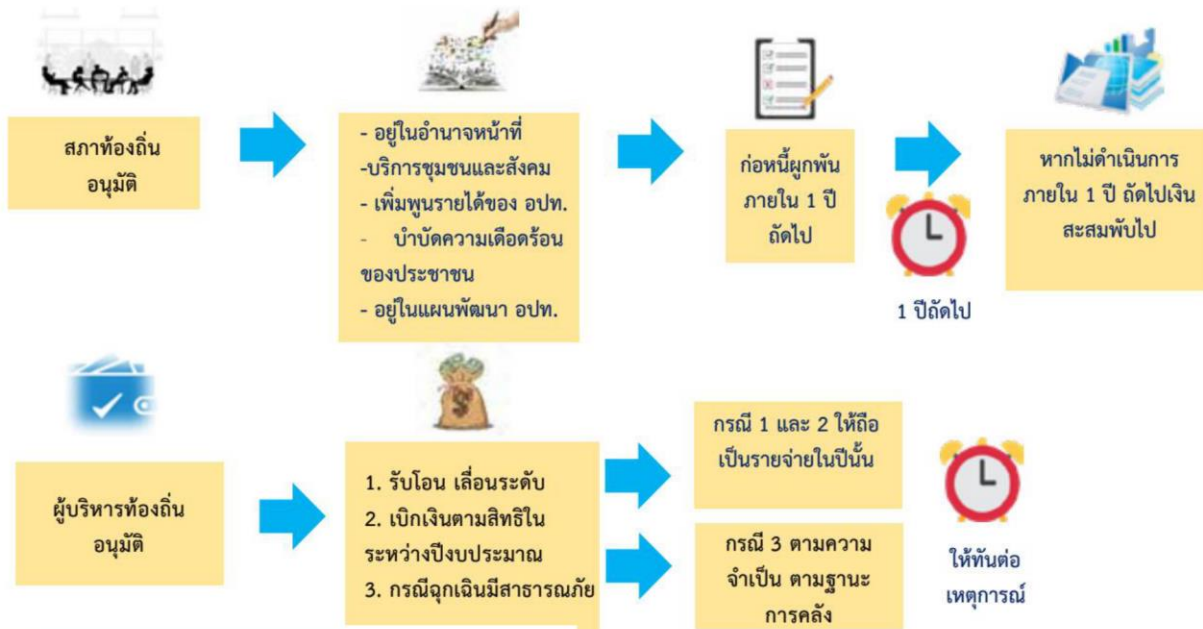 สภาท้องถิ่น
อนุมัติ
- อยู่ในอำนาจหน้าที่
-บริการชุมชนและสังคม
- เพิ่มพูนรายได้ของ อปท.
- บำบัดความเดือดร้อน
ของประชาชน
- อยู่ในแผนพัฒนา อปท.
ก่อหนี้ผูกพัน
ภายใน 1 ปี
ถัดไป
1 ปีถัดไป
หากไม่ดำเนินการ
ภายใน 1 ปี ถัดไปเงิน
สะสมพับไป
ผู้บริหารท้องถิ่น
อนุมัติ
1. รับโอน เลื่อนระดับ
2. เบิกเงินตามสิทธิใน
ระหว่างปีงบประมาณ
3. กรณีฉุกเฉินมีสาธารณภัย
กรณี 1 และ 2 ให้ถือ
เป็นรายจ่ายในปีนั้น
กรณี 3 ตามความ
จำเป็น ตามฐานะ
การคลัง
ให้ทันต่อ
เหตุการณ์